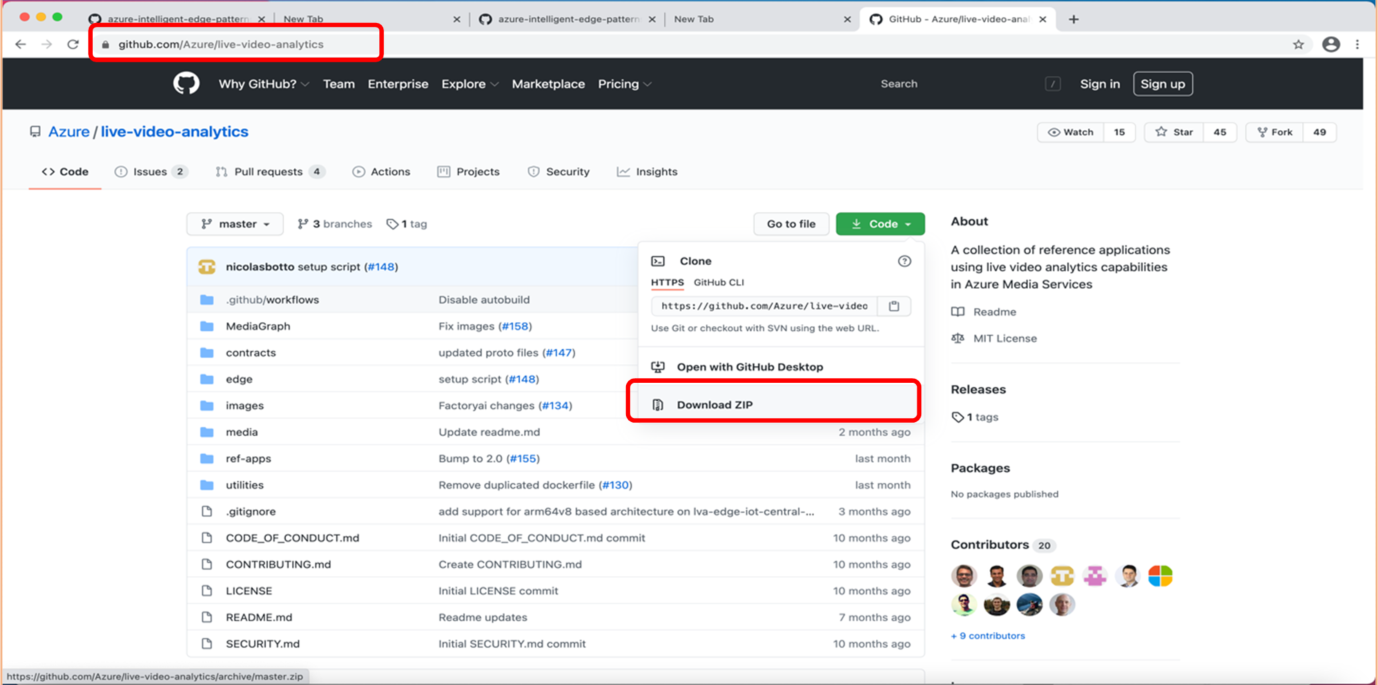 azure-intelligent-edge-pattern
New Tab
azure-intelligent-edge-pattern
New Tab
GitHub - Azure/live-video-anal
github.com/Azure/live-video-analytics
Why GitHub? Team Enterprise Explore Marketplace Pricing Search / Sign in Sign up
Azure / live-video-analytics Watch 15 Star 45 Fork 49
Code Issues 2 Pull requests 4 Actions Projects Security Insights
master 3 branches 1 tag Go to file Code
nicolasbotto setup script (#148)
.github/workflows Disable autobuild
MediaGraph Fix images (#158)
contracts updated proto files (#147)
edge setup script (#148)
images Factoryai changes (#134)
media Update readme.md 2 months ago
ref-apps Bump to 2.0 (#155) last month
utilities Remove duplicated dockerfile (#130) last month
.gitignore add support for arm64v8 based architecture on lva-edge-iot-central-... 3 months ago
CODE_OF_CONDUCT.md Initial CODE_OF_CONDUCT.md commit 10 months ago
CONTRIBUTING.md Create CONTRIBUTING.md 10 months ago
LICENSE Initial LICENSE commit 10 months ago
README.md Readme updates 7 months ago
SECURITY.md Initial SECURITY.md commit 10 months ago
Clone
HTTPS GitHub CLI
https://github.com/Azure/live-video
Use Git or checkout with SVN using the web URL.
Open with GitHub Desktop
Download ZIP
About
A collection of reference applications
using live video analytics capabilities
in Azure Media Services
Readme
MIT License
Releases
1 tags
Packages
No packages published
Contributors 20
+ 9 contributors
https://github.com/Azure/live-video-analytics/archive/master.zip